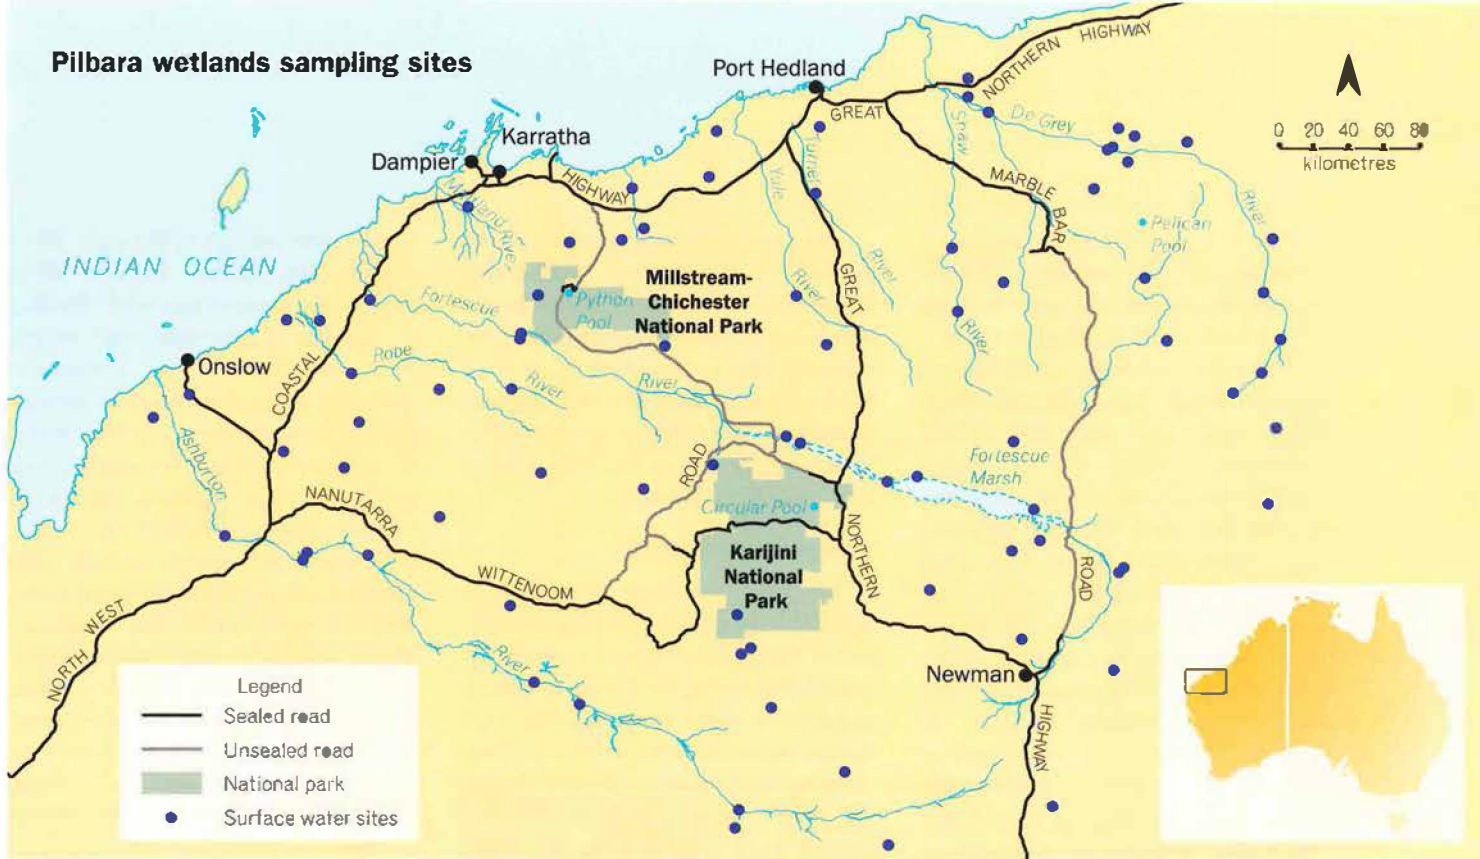 Pilbara wetlands sampling sites
Port Hedland
Karratha
Dampier
NORTHERN HIGHWAY
GREAT
De Grey
River
0 20 40 60 80
kilometres
HIGHWAY
Maitland River
Turner
River
Yule
River
Shaw
River
MARBLE
BAR
Pelican
Pool
INDIAN OCEAN
Millstream-
Chichester
National Park
Python
Pool
GREAT
Fortescue
River
Robe
River
Onslow
COASTAL
Ashburton
River
ROAD
Fortescue
Marsh
Circular Pool
NANUTARRA
WITTENOOM
Karijini
National
Park
NORTHERN
ROAD
NORTH WEST
Newman
HIGHWAY
Legend
Sealed road
Unsealed road
National park
Surface water sites